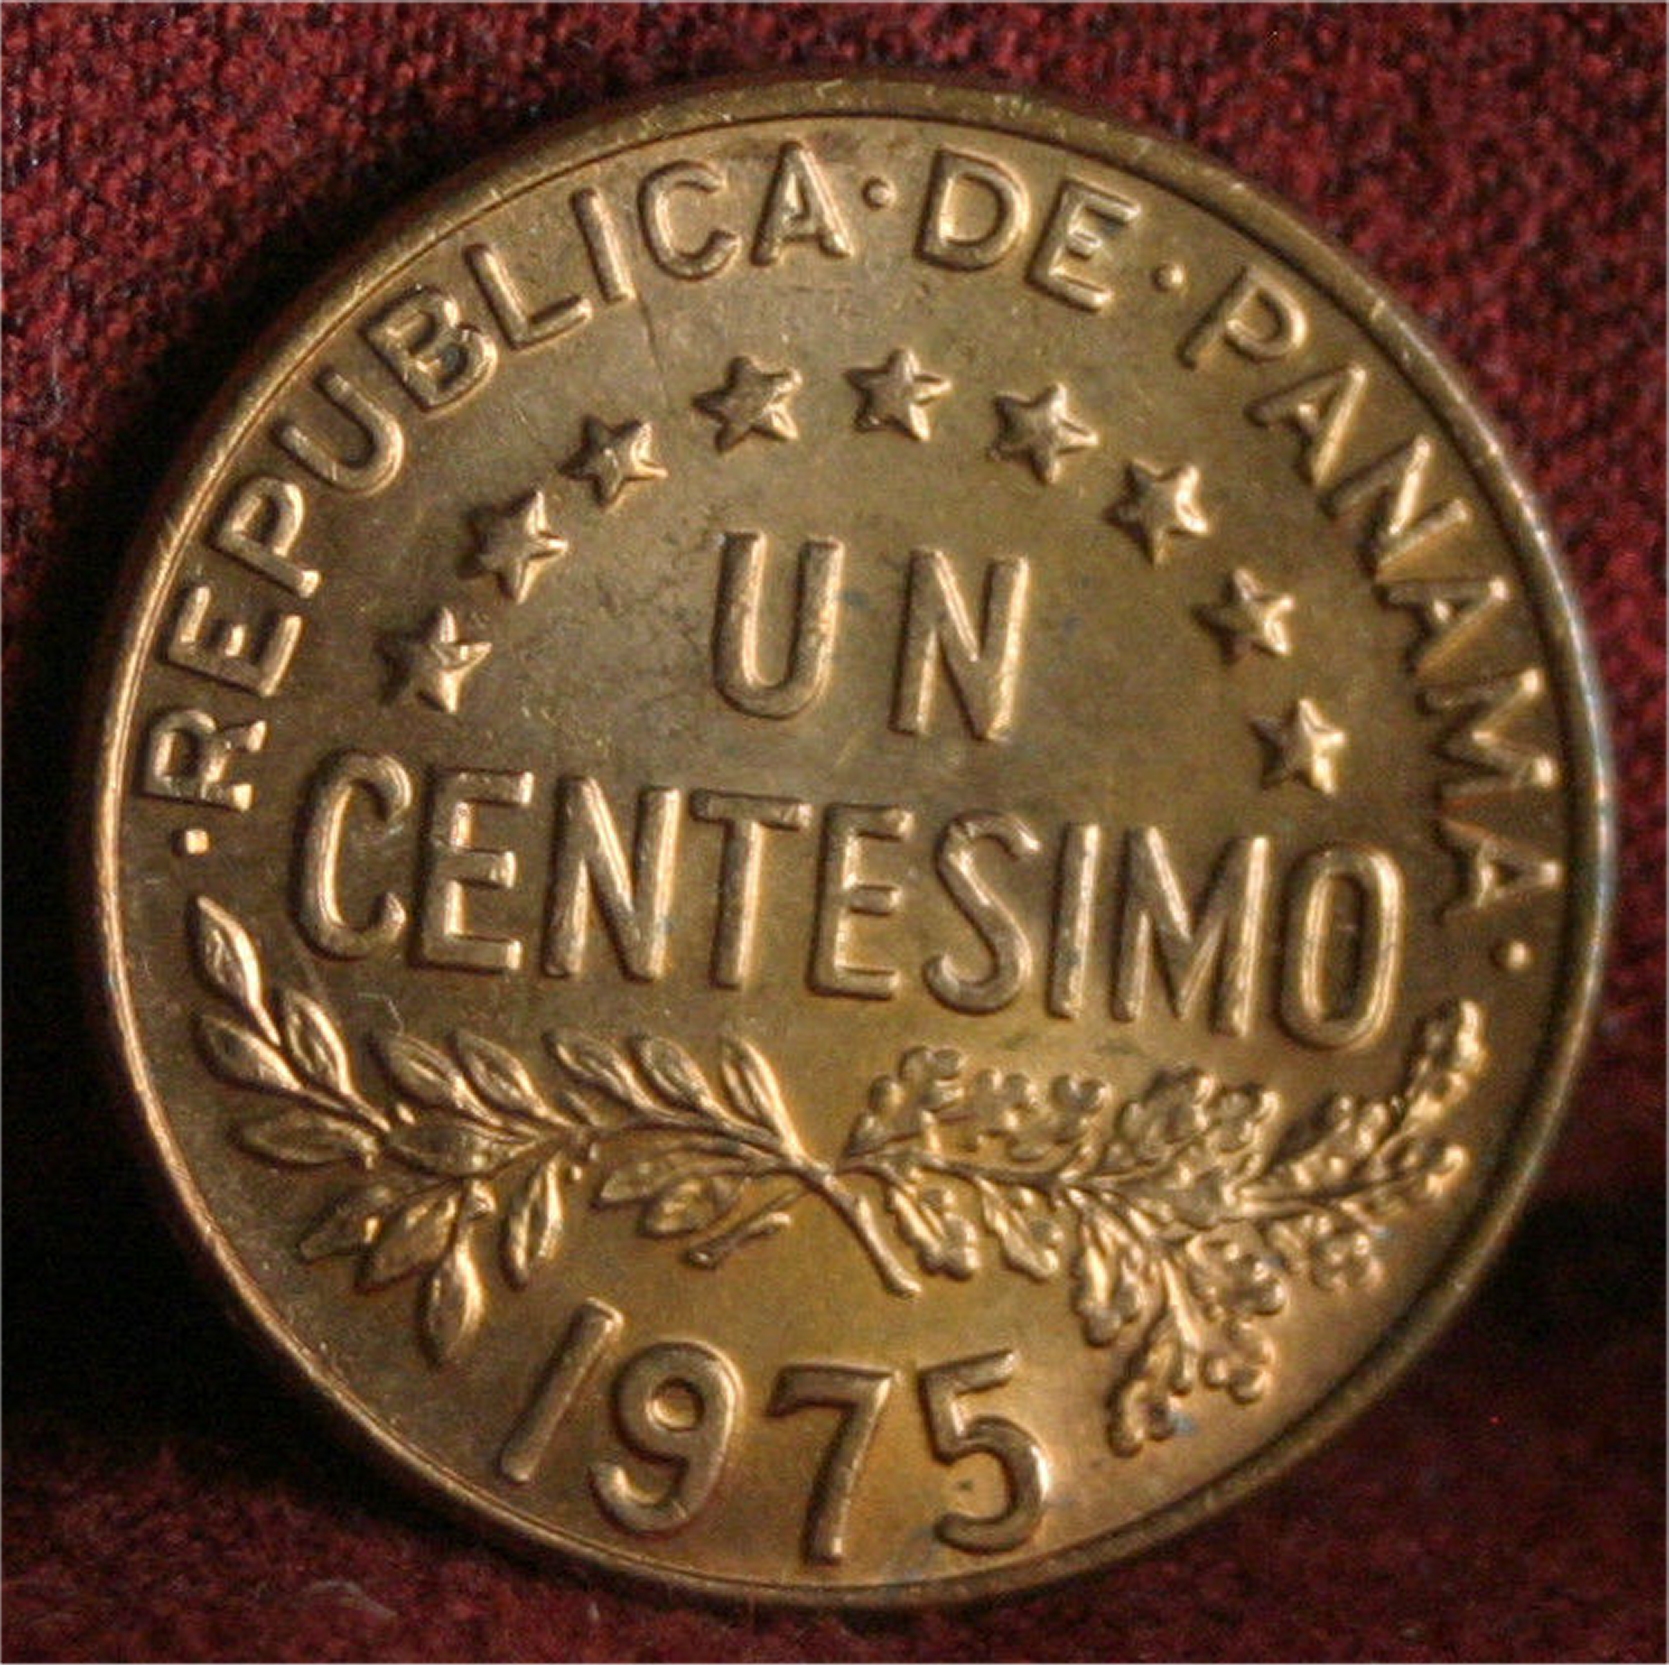 ·REPUBLICA·DE·PANAMA·
UN
CENTESIMO
1975